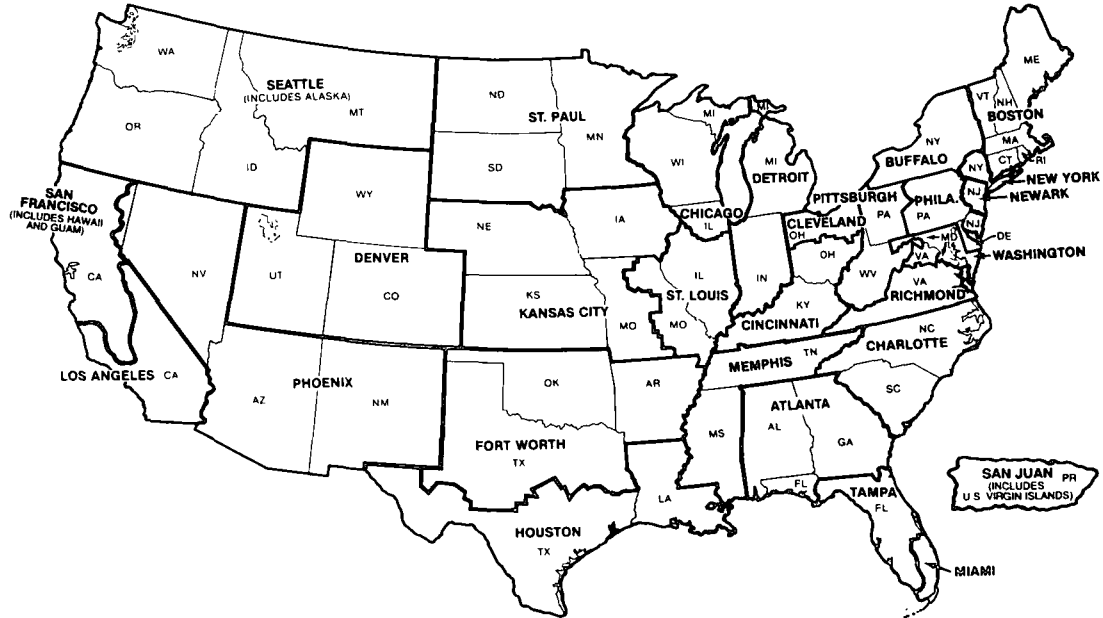 WA
SEATTLE
(INCLUDES ALASKA)
MT
OR
ID
ND
ST. PAUL
MN
SD
WY
MI
MI
WI
MI
DETROIT
ME
VT
NH
BOSTON
MA
CT
RI
NY
BUFFALO
NY
NEW YORK
NJ
NEWARK
PITTSBURGH
PA
PHILA.
PA
NJ
DE
MD
WASHINGTON
SAN
FRANCISCO
(INCLUDES HAWAII
AND GUAM)
CA
NV
UT
DENVER
CO
NE
IA
KS
KANSAS CITY
MO
CHICAGO
IL
IL
ST. LOUIS
MO
IN
CLEVELAND
OH
OH
KY
CINCINNATI
WV
VA
VA
RICHMOND
LOS ANGELES
CA
PHOENIX
AZ
NM
OK
FORT WORTH
TX
AR
MEMPHIS
TN
NC
CHARLOTTE
SC
MS
ATLANTA
AL
GA
FL
LA
HOUSTON
TX
TAMPA
FL
MIAMI
SAN JUAN
PR
(INCLUDES
U S VIRGIN ISLANDS)